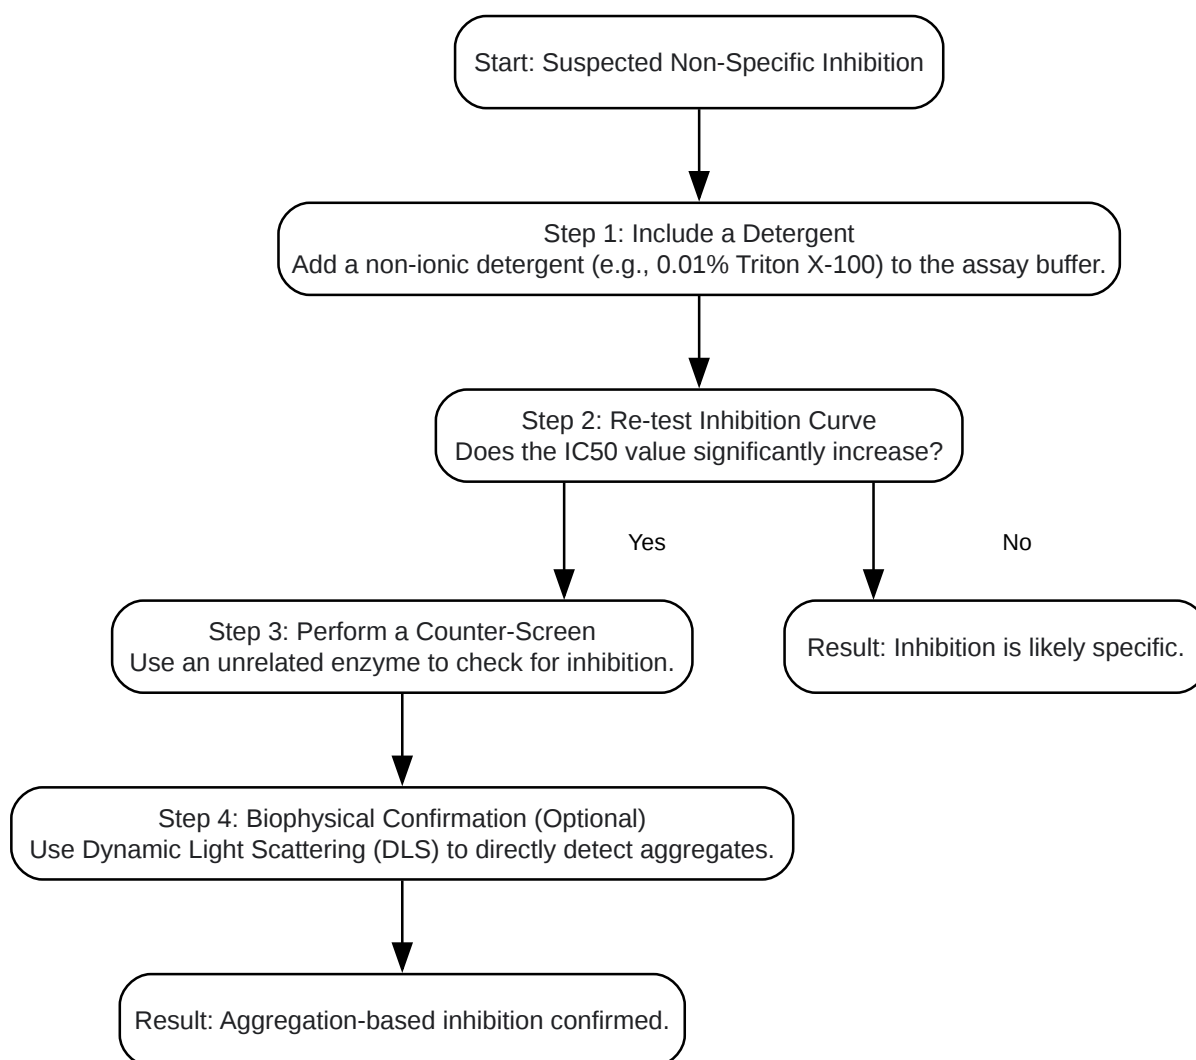 Start: Suspected Non-Specific Inhibition
Step 1: Include a Detergent
Add a non-ionic detergent (e.g., 0.01% Triton X-100) to the assay buffer.
Step 2: Re-test Inhibition Curve
Does the IC50 value significantly increase?
Yes
No
Step 3: Perform a Counter-Screen
Use an unrelated enzyme to check for inhibition.
Result: Inhibition is likely specific.
Step 4: Biophysical Confirmation (Optional)
Use Dynamic Light Scattering (DLS) to directly detect aggregates.
Result: Aggregation-based inhibition confirmed.